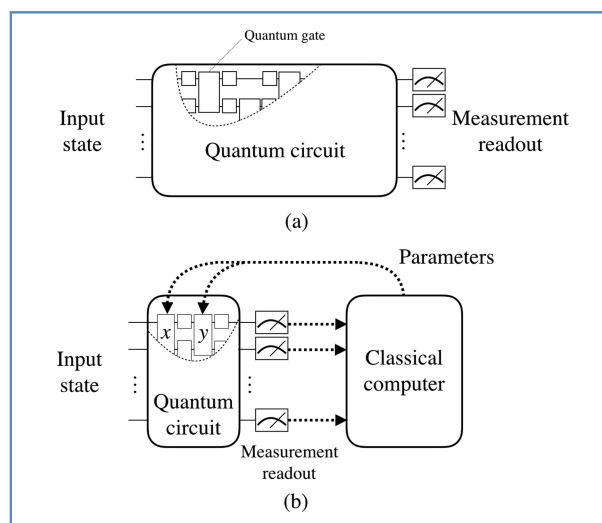 Quantum gate
Input
state
⋮
Quantum circuit
⋮
Measurement
readout
(a)
Parameters
x
y
Input
state
⋮
Quantum
circuit
⋮
Measurement
readout
Classical
computer
(b)